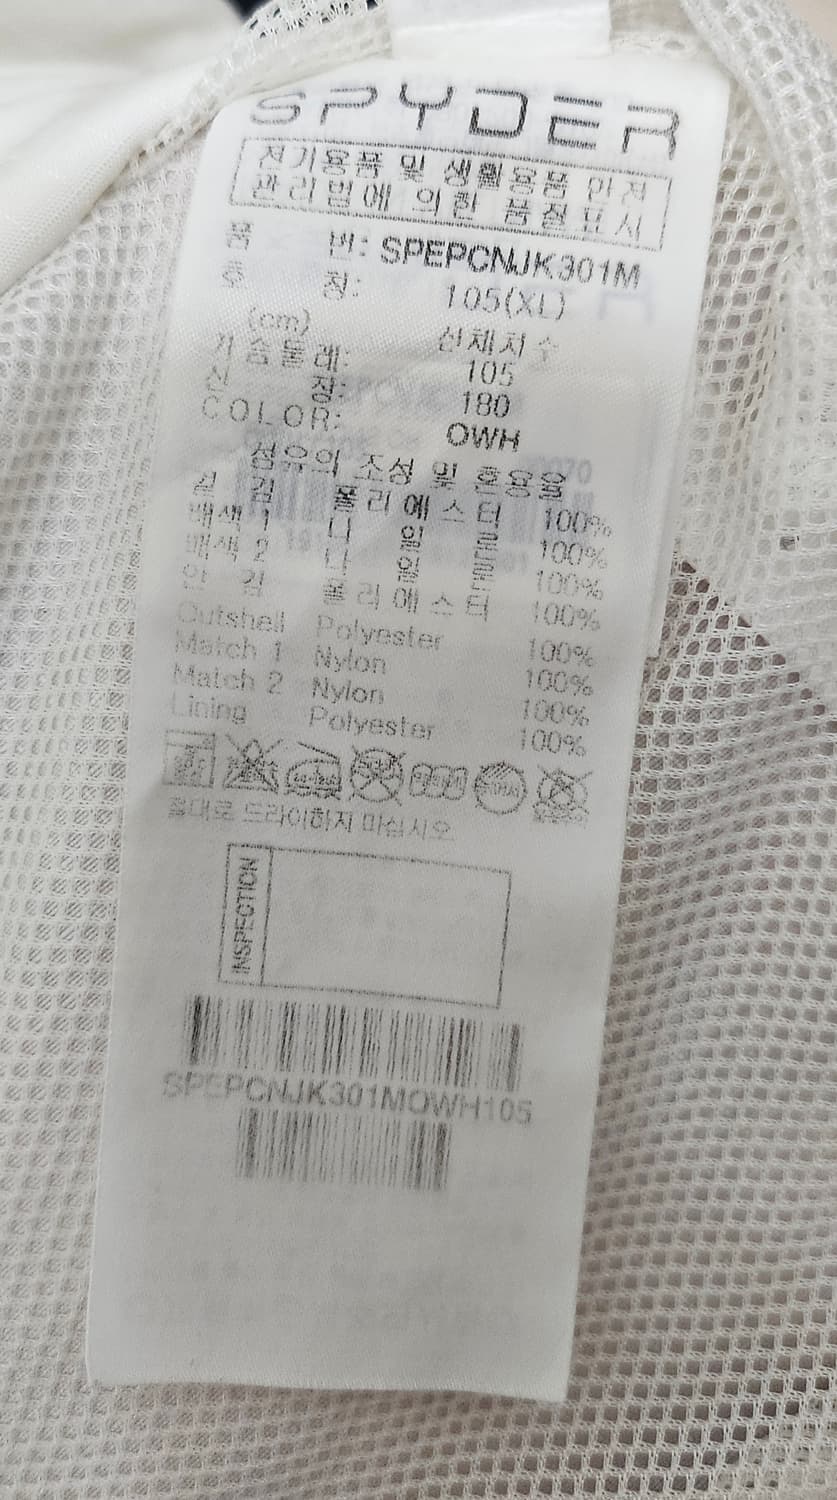 SPYDER
전기용품 및 생활용품 안전
관리법에 의한 품질표시
품 번: SPEPCNJK301M
호 칭: 105(XL)
(cm) 신체치수
가슴둘레: 105
신 장: 180
COLOR: OWH
섬유의 조성 및 혼용율
겉 감 폴리에스터 100%
배색 1 나일론 100%
배색 2 나일론 100%
안 감 폴리에스터 100%
Outshell Polyester 100%
Match 1 Nylon 100%
Match 2 Nylon 100%
Lining Polyester 100%
절대로 드라이하지 마십시오
INSPECTION
SPEPCNJK301MOWH105